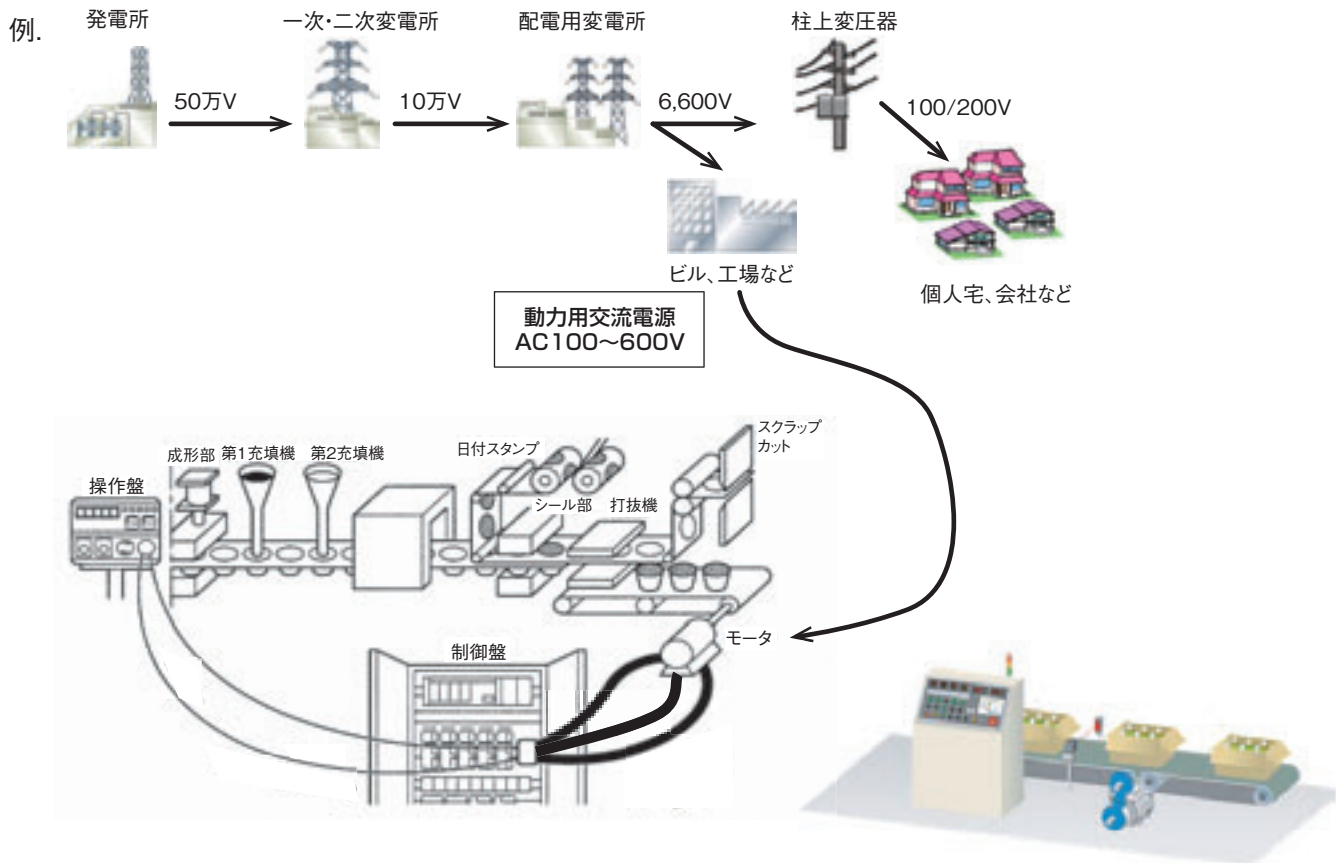 例.
発電所
一次・二次変電所
配電用変電所
柱上変圧器
50万V
10万V
6,600V
100/200V
ビル、工場など
個人宅、会社など
動力用交流電源
AC100～600V
スクラップ
カット
日付スタンプ
成形部
第1充填機
第2充填機
操作盤
シール部
打抜機
モータ
制御盤